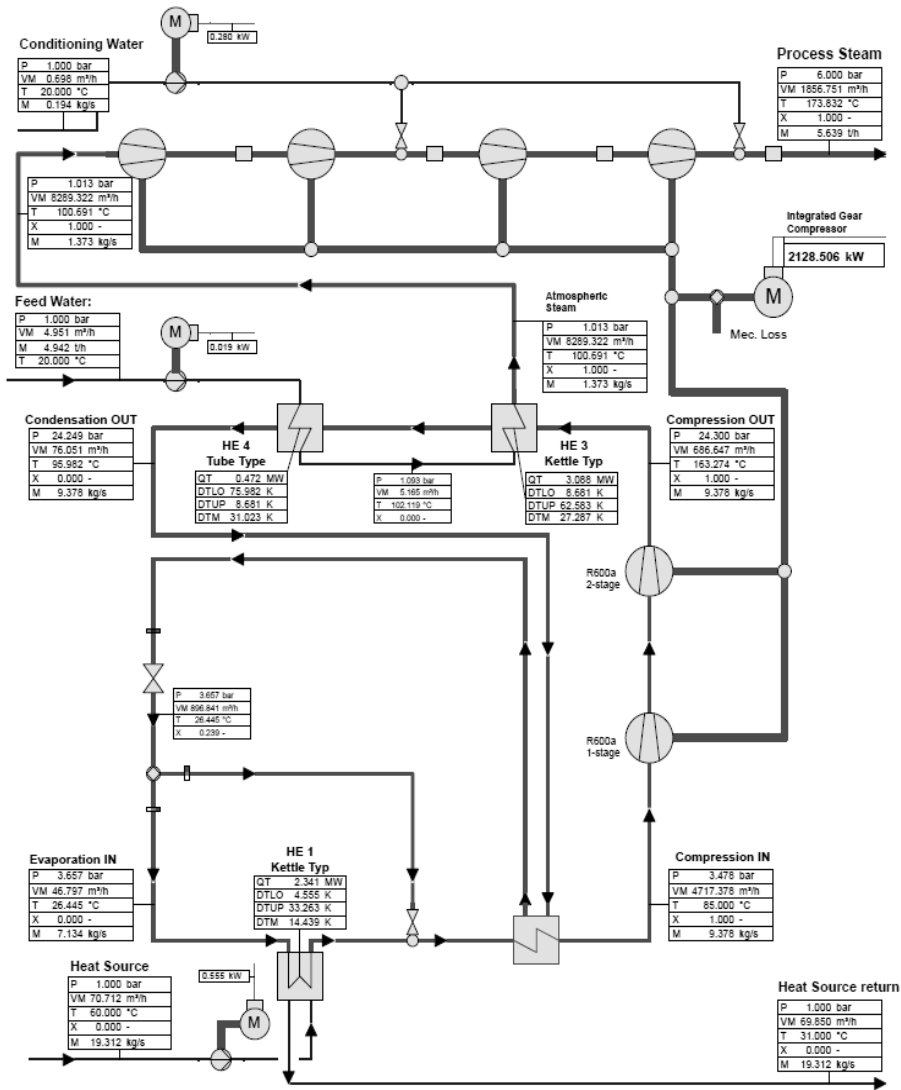 M
0.280 kW
Conditioning Water
P 1.000 bar
VM 0.698 m³/h
T 20.000 °C
M 0.194 kg/s
Process Steam
P 6.000 bar
VM 1856.751 m³/h
T 173.832 °C
X 1.000 -
M 5.639 t/h
P 1.013 bar
VM 8289.322 m³/h
T 100.691 °C
X 1.000 -
M 1.373 kg/s
Integrated Gear
Compressor
2128.506 kW
M
Mec. Loss
Feed Water:
P 1.000 bar
VM 4.951 m³/h
M 4.942 t/h
T 20.000 °C
M
0.019 kW
Atmospheric
Steam
P 1.013 bar
VM 8289.322 m³/h
T 100.691 °C
X 1.000 -
M 1.373 kg/s
Condensation OUT
P 24.249 bar
VM 76.051 m³/h
T 95.982 °C
X 0.000 -
M 9.378 kg/s
HE 4
Tube Type
QT 0.472 MW
DTLO 75.982 K
DTUP 8.681 K
DTM 31.023 K
P 1.093 bar
VM 5.165 m³/h
T 102.119 °C
X 0.000 -
HE 3
Kettle Typ
QT 3.088 MW
DTLO 8.681 K
DTUP 62.583 K
DTM 27.287 K
Compression OUT
P 24.300 bar
VM 686.647 m³/h
T 163.274 °C
X 1.000 -
M 9.378 kg/s
R600a
2-stage
P 3.657 bar
VM 896.841 m³/h
T 26.445 °C
X 0.239 -
R600a
1-stage
Evaporation IN
P 3.657 bar
VM 46.797 m³/h
T 26.445 °C
X 0.000 -
M 7.134 kg/s
HE 1
Kettle Typ
QT 2.341 MW
DTLO 4.555 K
DTUP 33.263 K
DTM 14.439 K
Compression IN
P 3.478 bar
VM 4717.378 m³/h
T 85.000 °C
X 1.000 -
M 9.378 kg/s
Heat Source
P 1.000 bar
VM 70.712 m³/h
T 60.000 °C
X 0.000 -
M 19.312 kg/s
0.555 kW
M
Heat Source return
P 1.000 bar
VM 69.850 m³/h
T 31.000 °C
X 0.000 -
M 19.312 kg/s